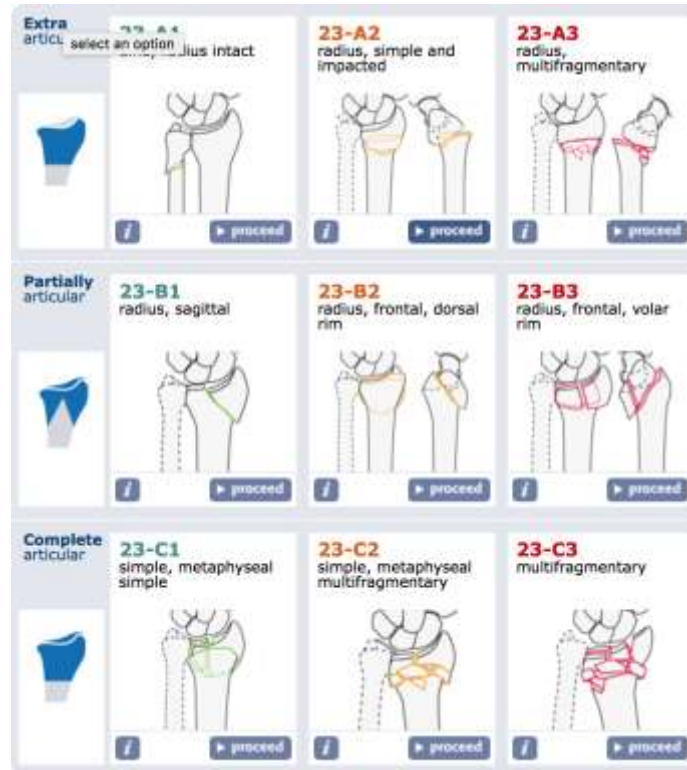 Extra
articu
select an option
23-A1
radius intact
23-A2
radius, simple and
impacted
23-A3
radius,
multifragmentary
i
▶ proceed
i
▶ proceed
i
▶ proceed
Partially
articular
23-B1
radius, sagittal
23-B2
radius, frontal, dorsal
rim
23-B3
radius, frontal, volar
rim
i
▶ proceed
i
▶ proceed
i
▶ proceed
Complete
articular
23-C1
simple, metaphyseal
simple
23-C2
simple, metaphyseal
multifragmentary
23-C3
multifragmentary
i
▶ proceed
i
▶ proceed
i
▶ proceed